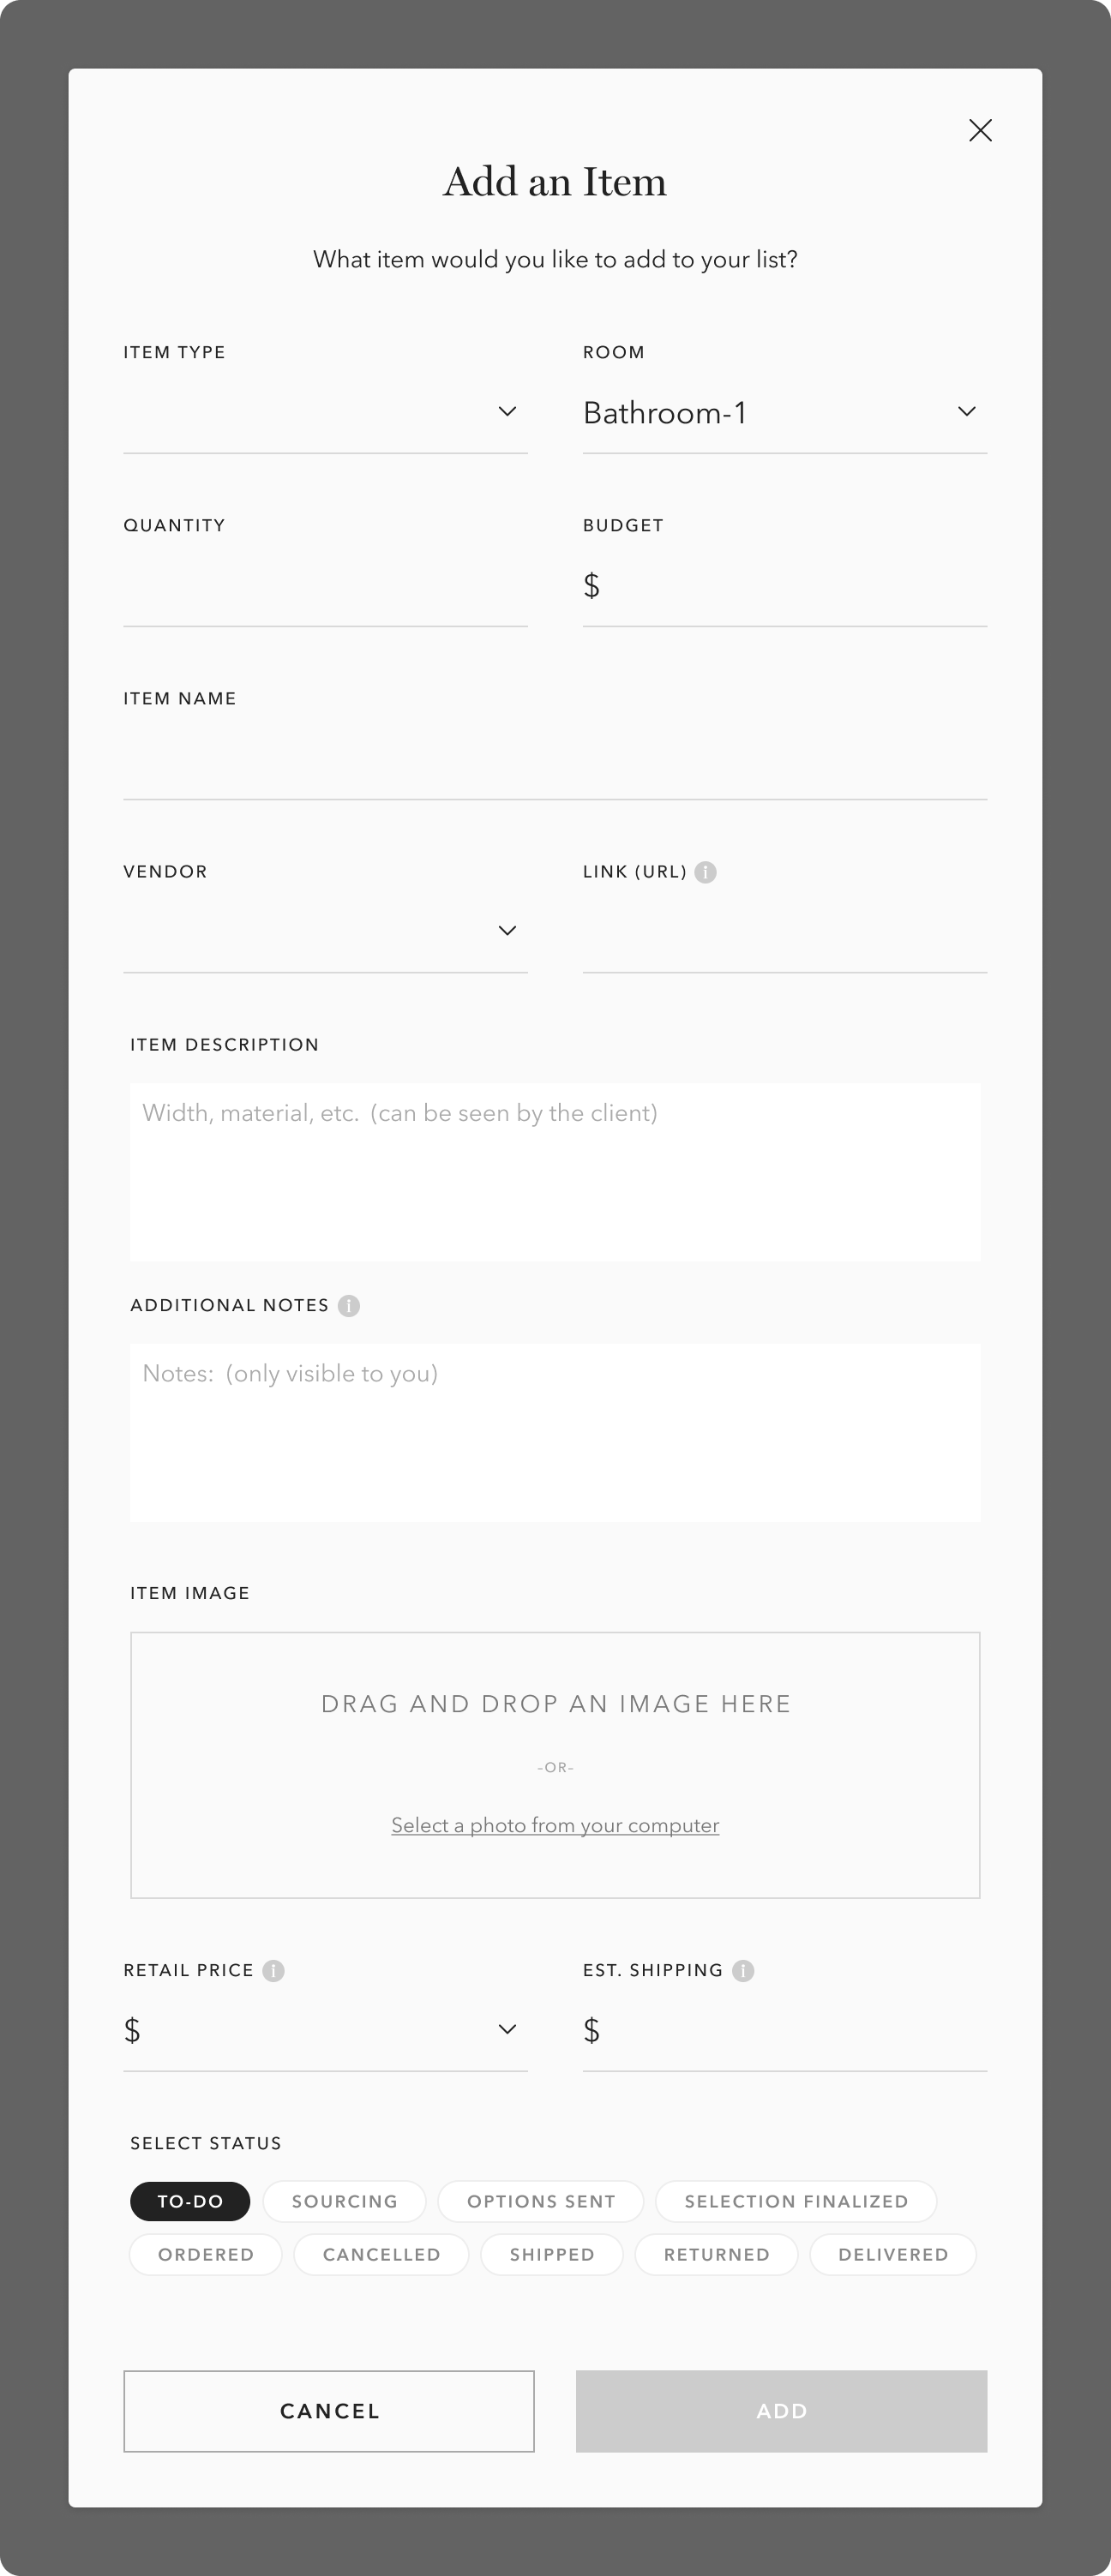 Add an Item
What item would you like to add to your list?
ITEM TYPE
ROOM
Bathroom-1
QUANTITY
BUDGET
$
ITEM NAME
VENDOR
LINK (URL) i
ITEM DESCRIPTION
Width, material, etc. (can be seen by the client)
ADDITIONAL NOTES i
Notes: (only visible to you)
ITEM IMAGE
DRAG AND DROP AN IMAGE HERE
-OR-
Select a photo from your computer
RETAIL PRICE i
EST. SHIPPING i
$
$
SELECT STATUS
TO-DO
SOURCING
OPTIONS SENT
SELECTION FINALIZED
ORDERED
CANCELLED
SHIPPED
RETURNED
DELIVERED
CANCEL
ADD